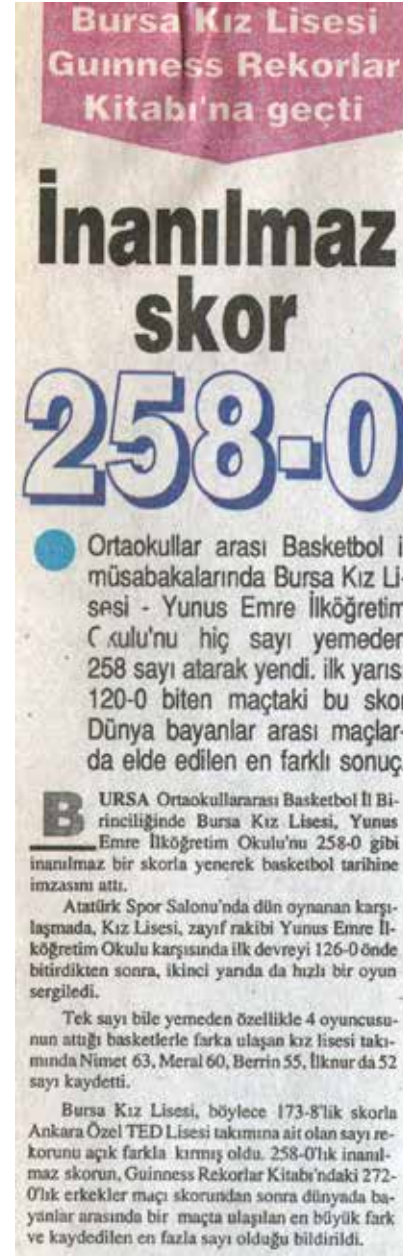 Bursa Kız Lisesi
Guınness Rekorlar
Kitabı'na geçti
İnanılmaz
skor
258-0
Ortaokullar arası Basketbol i
müsabakalarında Bursa Kız Li-
sesi - Yunus Emre İlköğretim
kulu'nu hiç sayı yemeder
258 sayı atarak yendi. ilk yarıs
120-0 biten maçtaki bu skor
Dünya bayanlar arası maçlar-
da elde edilen en farklı sonuç.
BURSA Ortaokullararası Basketbol İl Bi-
rinciliğinde Bursa Kız Lisesi, Yunus
Emre İlköğretim Okulu'nu 258-0 gibi
inanılmaz bir skorla yenerek basketbol tarihine
imzasını attı.
Atatürk Spor Salonu'nda dün oynanan karşı-
laşmada, Kız Lisesi, zayıf rakibi Yunus Emre İl-
köğretim Okulu karşısında ilk devreyi 126-0 önde
bitirdikten sonra, ikinci yarıda da hızlı bir oyun
sergiledi.
Tek sayı bile yemeden özellikle 4 oyuncusu-
nun attığı basketlerle farka ulaşan kız lisesi takı-
mında Nimet 63, Meral 60, Berrin 55, İlknur da 52
sayı kaydetti.
Bursa Kız Lisesi, böylece 173-8'lik skorla
Ankara Özel TED Lisesi takımına ait olan sayı re-
korunu açık farkla kırmış oldu. 258-0'lık inanıl-
maz skorun, Guinness Rekorlar Kitabı'ndaki 272-
0'lık erkekler maçı skorundan sonra dünyada ba-
yanlar arasında bir maçta ulaşılan en büyük fark
ve kaydedilen en fazla sayı olduğu bildirildi.